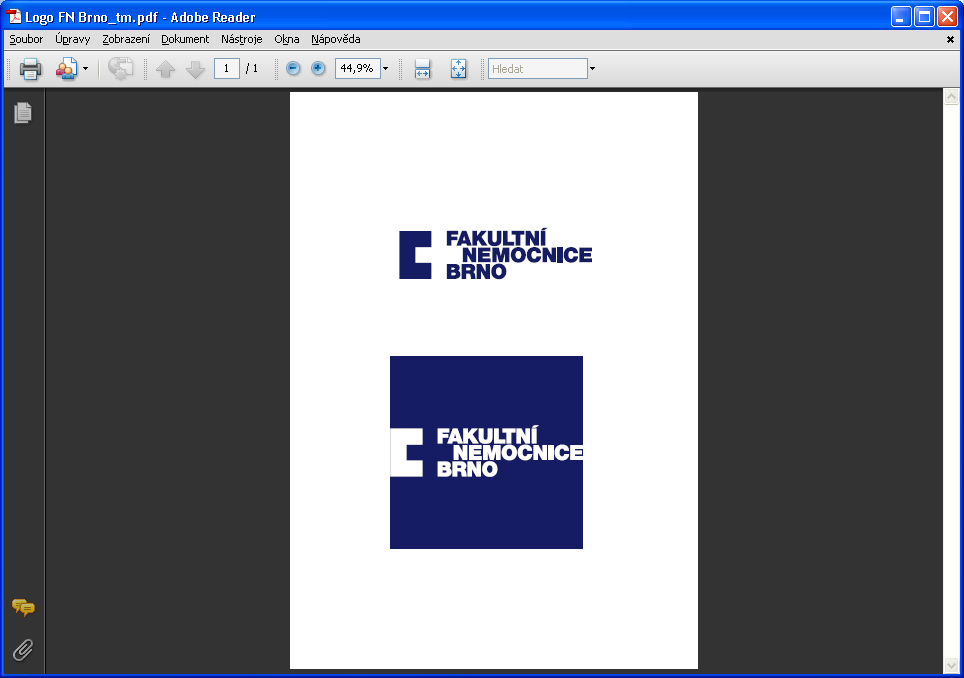 Logo FN Brno_tm.pdf - Adobe Reader
Soubor Úpravy Zobrazení Dokument Nástroje Okna Nápověda
1 / 1 44,9% Hledat
FAKULTNÍ
NEMOCNICE
BRNO
FAKULTNÍ
NEMOCNICE
BRNO